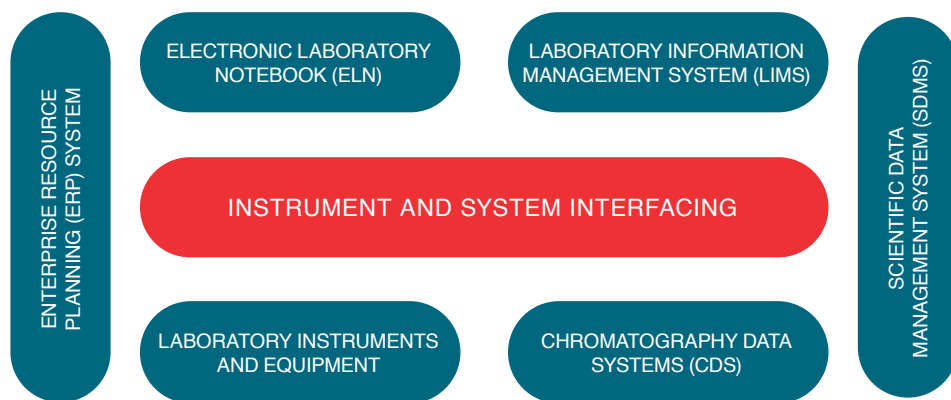 ENTERPRISE RESOURCE
PLANNING (ERP) SYSTEM
ELECTRONIC LABORATORY
NOTEBOOK (ELN)
LABORATORY INFORMATION
MANAGEMENT SYSTEM (LIMS)
INSTRUMENT AND SYSTEM INTERFACING
LABORATORY INSTRUMENTS
AND EQUIPMENT
CHROMATOGRAPHY DATA
SYSTEMS (CDS)
SCIENTIFIC DATA
MANAGEMENT SYSTEM (SDMS)